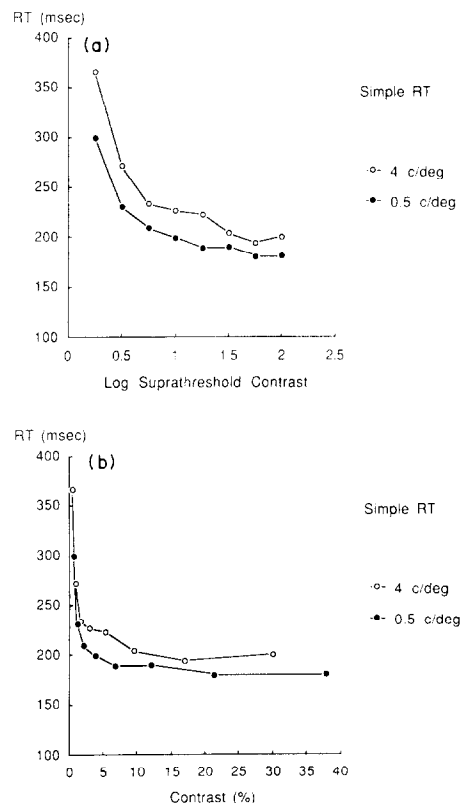 RT (msec)
400
(a)
350
300
250
200
150
100
0 0.5 1 1.5 2 2.5
Log Suprathreshold Contrast
Simple RT
4 c/deg
0.5 c/deg
RT (msec)
400
(b)
350
300
250
200
150
100
0 5 10 15 20 25 30 35 40
Contrast (%)
Simple RT
4 c/deg
0.5 c/deg